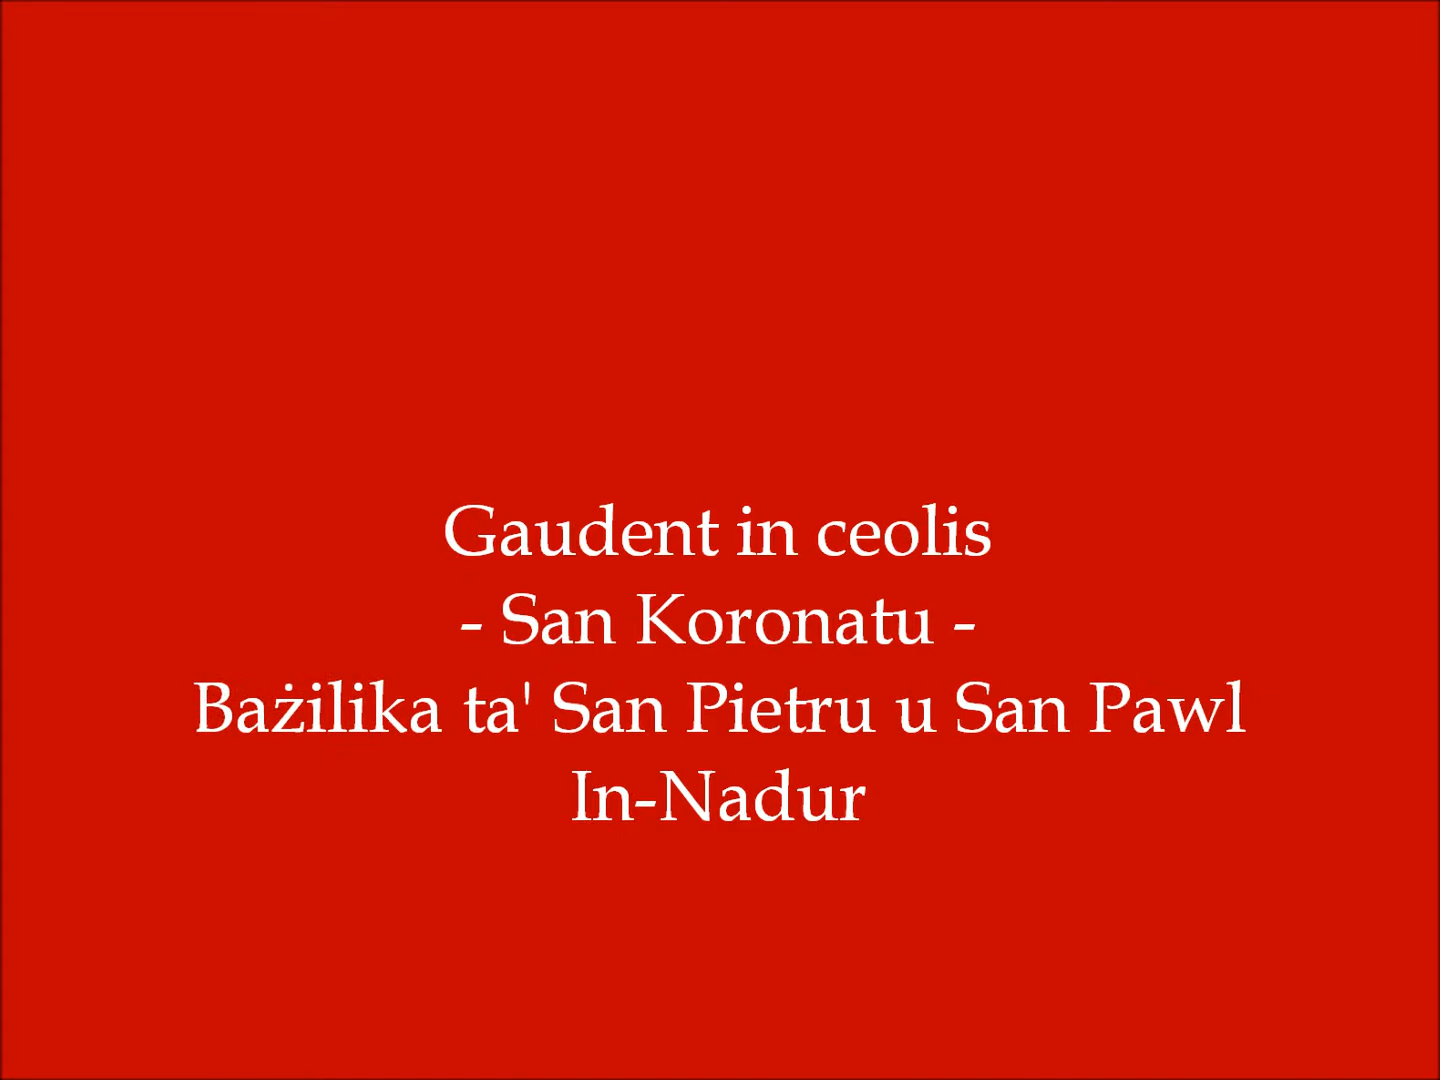 Gaudent in ceolis
- San Koronatu -
Bażilika ta' San Pietru u San Pawl
In-Nadur